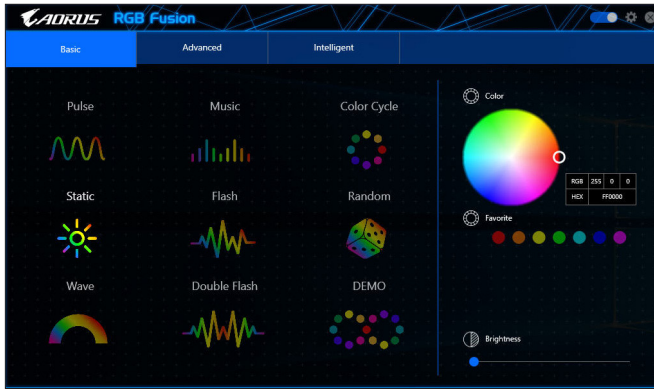 AORUS RGB Fusion
Basic Advanced Intelligent
Pulse Music Color Cycle
Static Flash Random
Wave Double Flash DEMO
Color
RGB 255 0 0
HEX FF0000
Favorite
Brightness